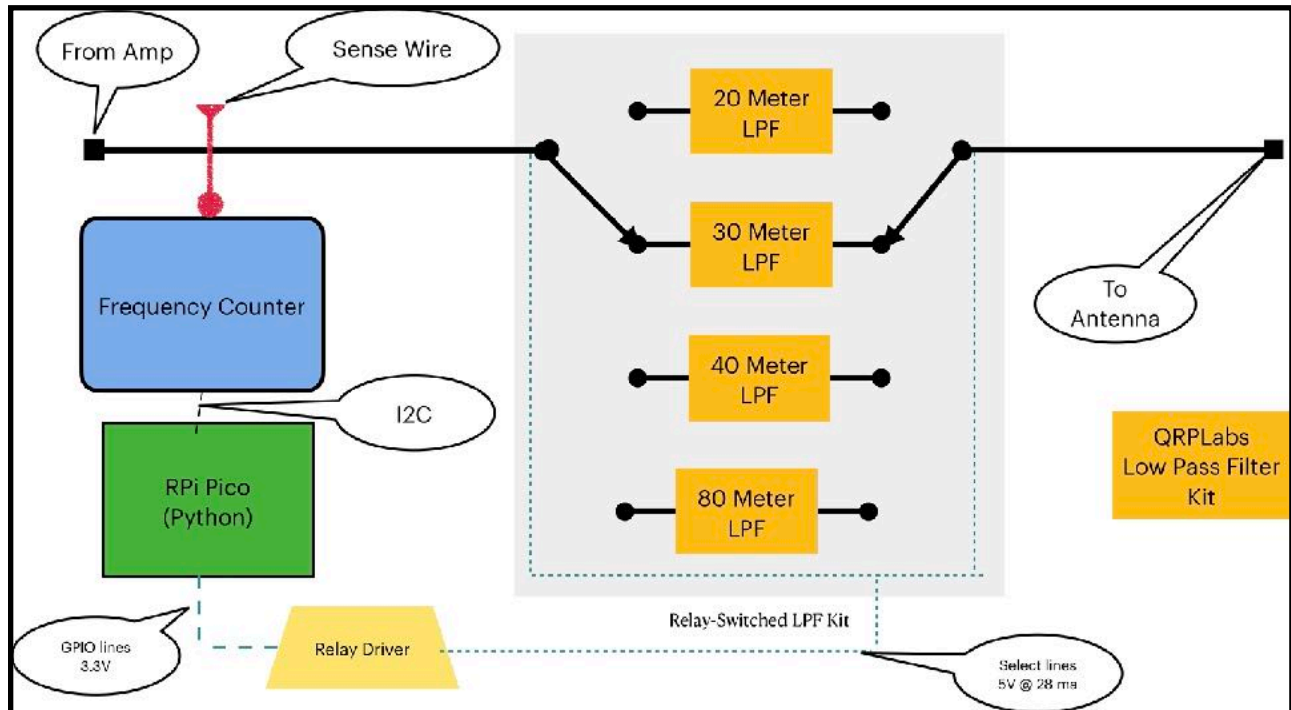 From Amp
Sense Wire
20 Meter
LPF
30 Meter
LPF
Frequency Counter
To
Antenna
I2C
40 Meter
LPF
QRPLabs
Low Pass Filter
Kit
RPi Pico
(Python)
80 Meter
LPF
Relay-Switched LPF Kit
GPIO lines
3.3V
Relay Driver
Select lines
5V @ 28 ma